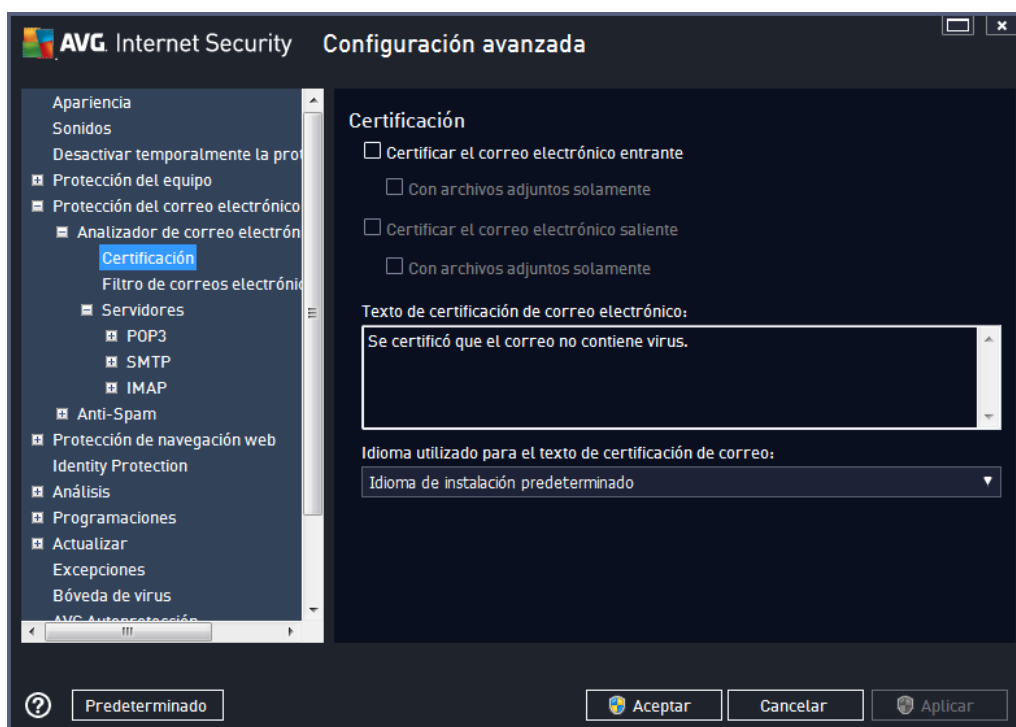 AVG. Internet Security Configuración avanzada
Apariencia
Sonidos
Desactivar temporalmente la prot
Protección del equipo
Protección del correo electrónico
Analizador de correo electrón
Certificación
Filtro de correos electrónic
Servidores
POP3
SMTP
IMAP
Anti-Spam
Protección de navegación web
Identity Protection
Análisis
Programaciones
Actualizar
Excepciones
Bóveda de virus
AVG Autoprotección
Certificación
Certificar el correo electrónico entrante
Con archivos adjuntos solamente
Certificar el correo electrónico saliente
Con archivos adjuntos solamente
Texto de certificación de correo electrónico:
Se certificó que el correo no contiene virus.
Idioma utilizado para el texto de certificación de correo:
Idioma de instalación predeterminado
Predeterminado
Aceptar
Cancelar
Aplicar